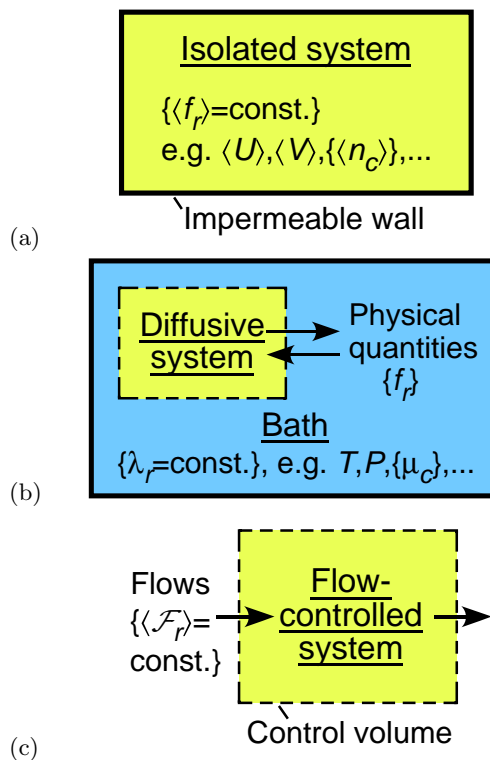 Isolated system
{⟨f_r⟩=const.}
e.g. ⟨U⟩,⟨V⟩,{⟨n_c⟩},...
(a)
Impermeable wall
Diffusive
system
Physical
quantities
{f_r}
Bath
{λ_r=const.}, e.g. T,P,{μ_c},...
(b)
Flows
{⟨ℱ_r⟩=
const.}
Flow-
controlled
system
Control volume
(c)